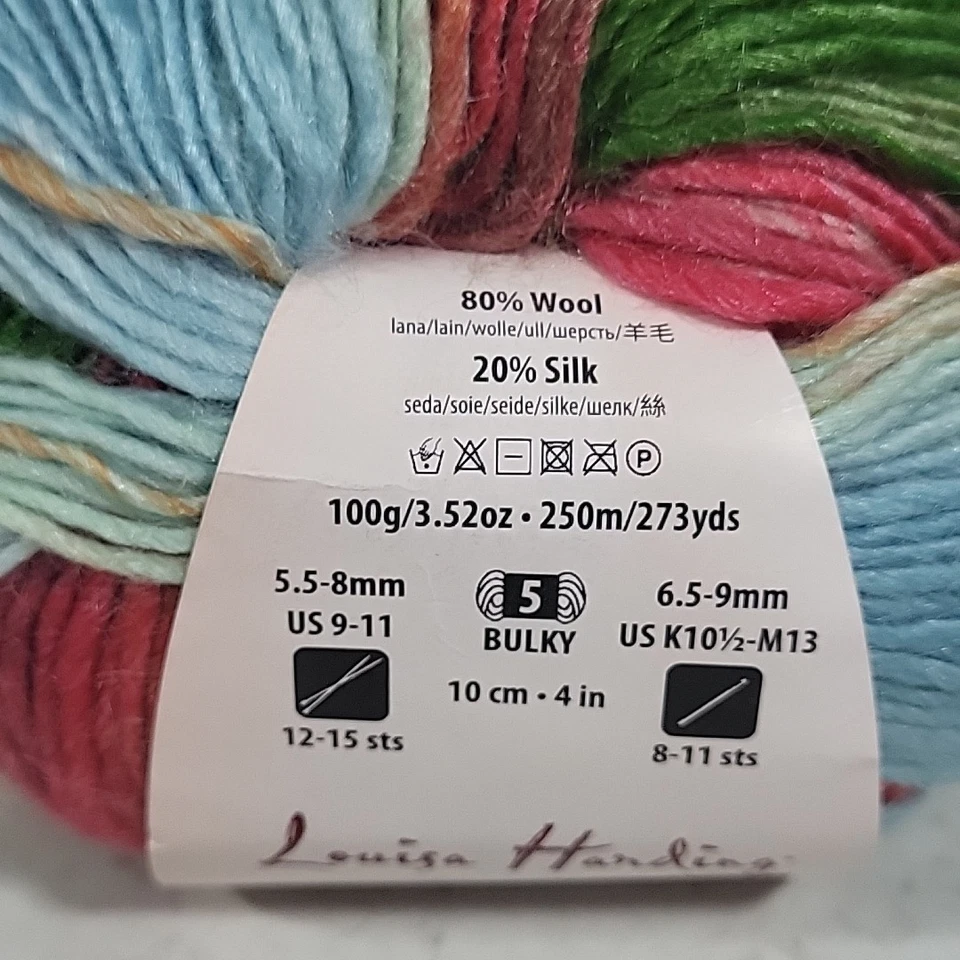 80% Wool
lana/lain/wolle/ull/шерсть/羊毛
20% Silk
seda/soie/seide/silke/шелк/絲
P
100g/3.52oz • 250m/273yds
5.5-8mm
US 9-11
5
BULKY
6.5-9mm
US K10½-M13
10 cm • 4 in
12-15 sts
8-11 sts
Louisa Harding